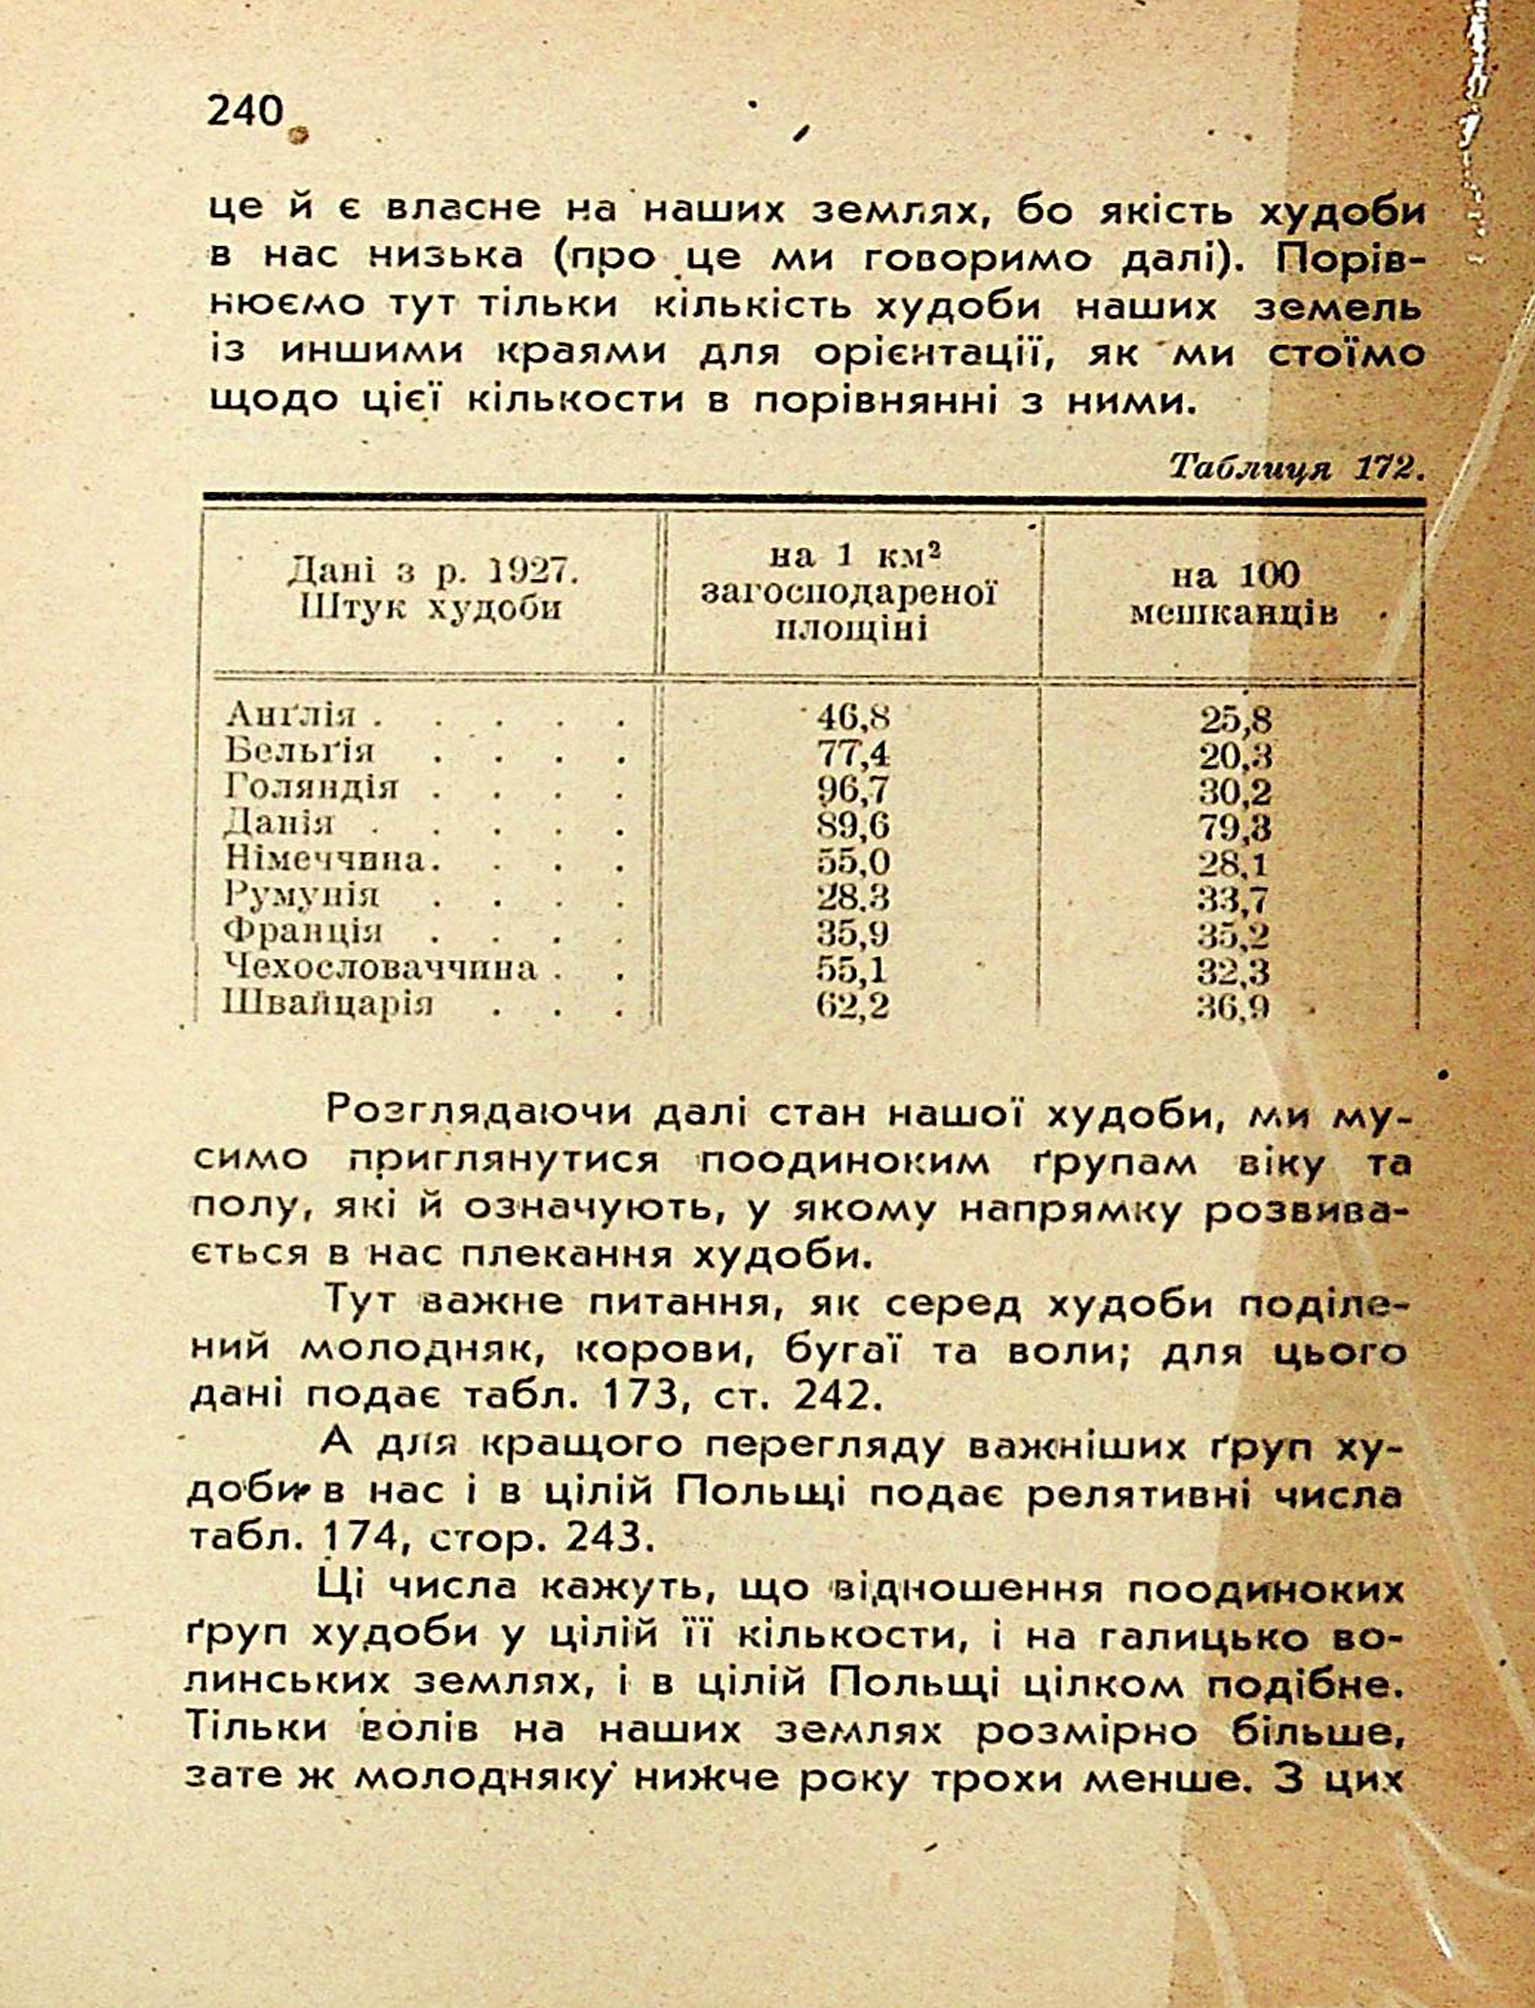 240
це й є власне на наших землях, бо якість худоби
в нас низька (про це ми говоримо далі). Порів-
нюємо тут тільки кількість худоби наших земель
із иншими краями для орієнтації, як ми стоїмо
щодо цієї кількости в порівнянні з ними.
Таблиця 172.
Дані з р. 1927. Штук худоби | на 1 км² загосподареної площіні | на 100 мешканців
Анґлія . . . . . 46,8 25,8
Бельґія . . . . 77,4 20,3
Голяндія . . . . 96,7 30,2
Данія . . . . . 89,6 79,3
Німеччина. . . . 55,0 28,1
Румунія . . . . 28.3 33,7
Франція . . . . 35,9 35,2
Чехословаччина . . 55,1 32,3
Швайцарія . . . 62,2 36,9
Розглядаючи далі стан нашої худоби, ми му-
симо приглянутися поодиноким ґрупам віку та
полу, які й означують, у якому напрямку розвива-
ється в нас плекання худоби.
Тут важне питання, як серед худоби поділе-
ний молодняк, корови, бугаї та воли; для цього
дані подає табл. 173, ст. 242.
А для кращого перегляду важніших ґруп ху-
доби в нас і в цілій Польщі подає релятивні числа
табл. 174, стор. 243.
Ці числа кажуть, що відношення поодиноких
ґруп худоби у цілій її кількости, і на галицько во-
линських землях, і в цілій Польщі цілком подібне.
Тільки волів на наших землях розмірно більше,
зате ж молодняку нижче року трохи менше. З цих